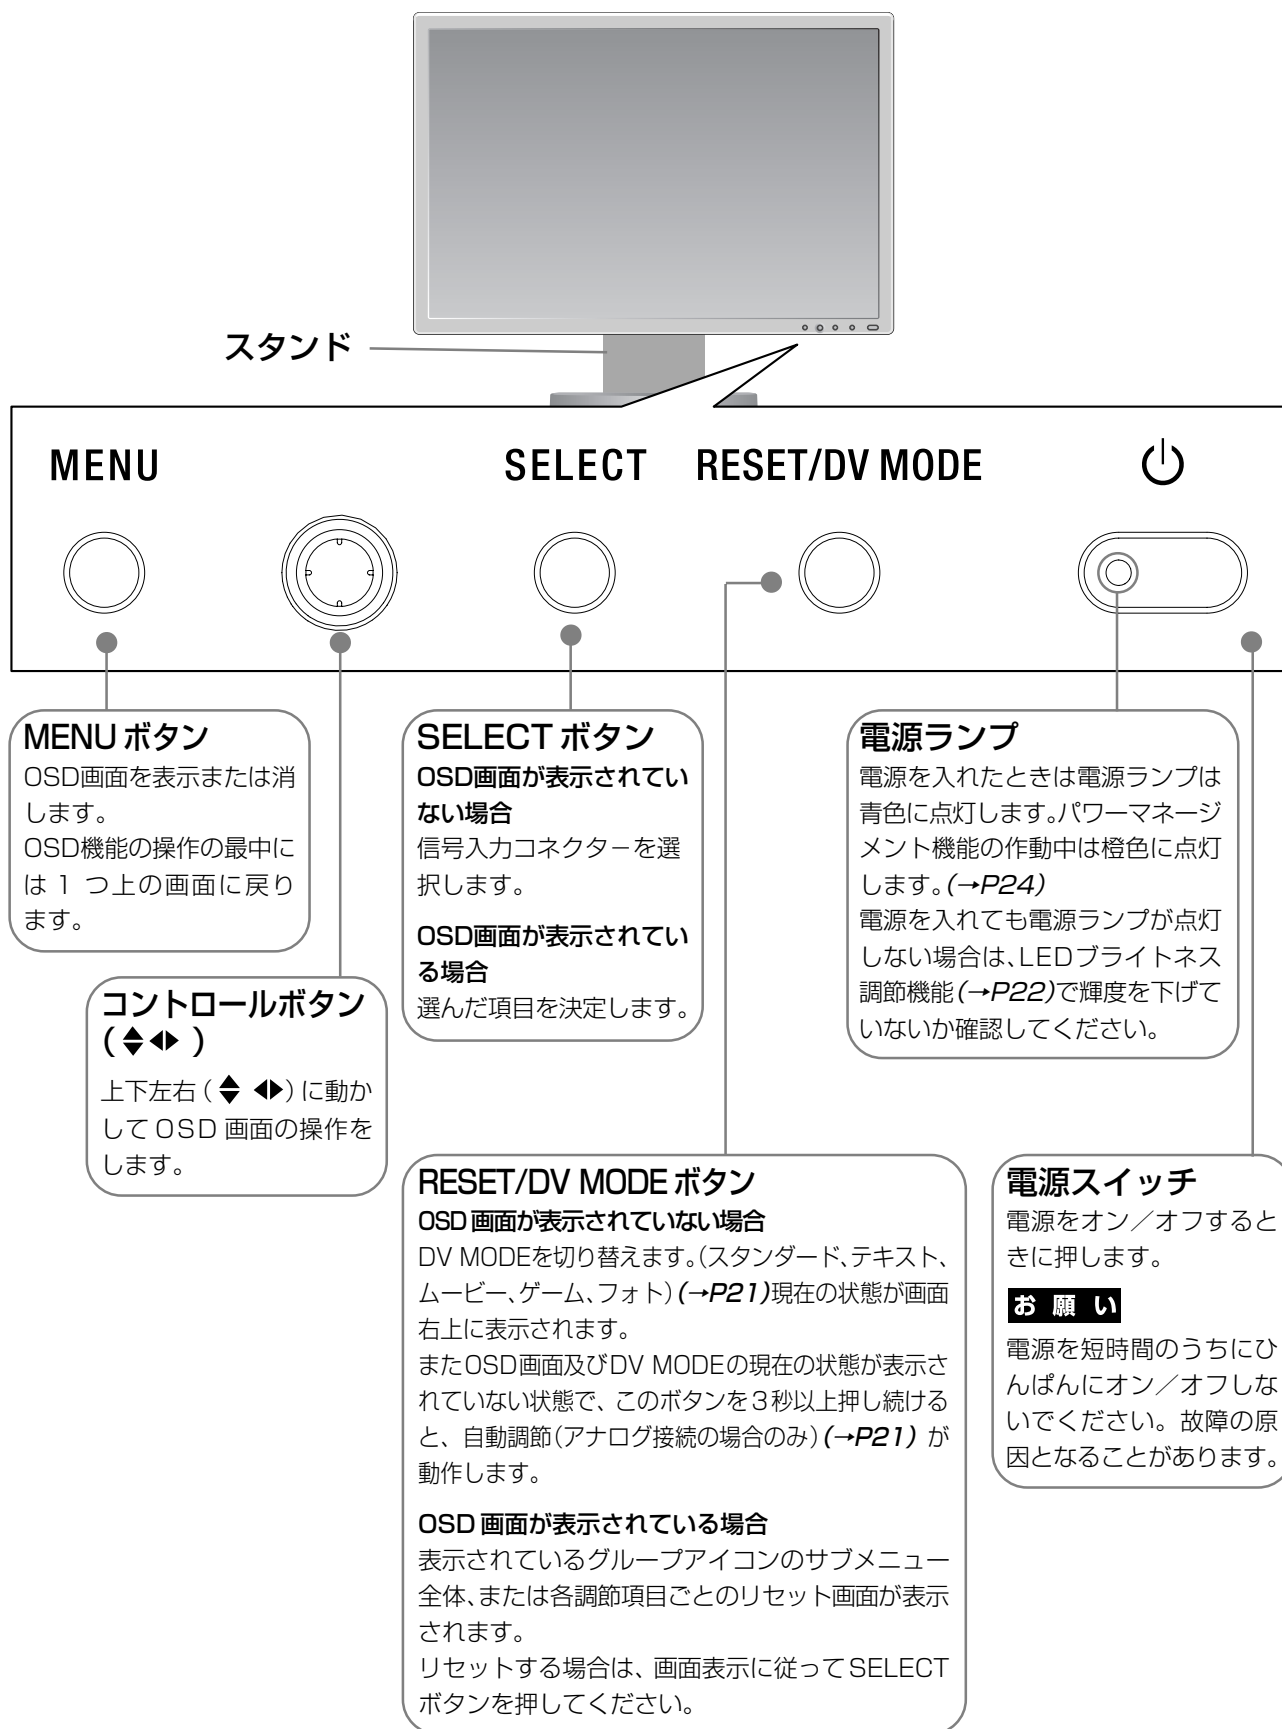 スタンド
MENU
SELECT
RESET/DV MODE
MENU ボタン
OSD画面を表示または消
します。
OSD機能の操作の最中に
は 1 つ上の画面に戻り
ます。
コントロールボタン
(◆◀▶)
上下左右(◆ ◀▶)に動か
して OSD 画面の操作を
します。
SELECT ボタン
OSD画面が表示されてい
ない場合
信号入力コネクターを選
択します。
OSD画面が表示されてい
る場合
選んだ項目を決定します。
電源ランプ
電源を入れたときは電源ランプは
青色に点灯します。パワーマネージ
メント機能の作動中は橙色に点灯
します。(→P24)
電源を入れても電源ランプが点灯
しない場合は、LEDブライトネス
調節機能(→P22)で輝度を下げて
いないか確認してください。
RESET/DV MODE ボタン
OSD 画面が表示されていない場合
DV MODEを切り替えます。(スタンダード、テキスト、
ムービー、ゲーム、フォト)(→P21)現在の状態が画面
右上に表示されます。
またOSD画面及びDV MODEの現在の状態が表示さ
れていない状態で、このボタンを3秒以上押し続ける
と、自動調節(アナログ接続の場合のみ)(→P21) が
動作します。
OSD 画面が表示されている場合
表示されているグループアイコンのサブメニュー
全体、または各調節項目ごとのリセット画面が表示
されます。
リセットする場合は、画面表示に従って SELECT
ボタンを押してください。
電源スイッチ
電源をオン/オフすると
きに押します。
お 願 い
電源を短時間のうちにひ
んぱんにオン/オフしな
いでください。故障の原
因となることがあります。